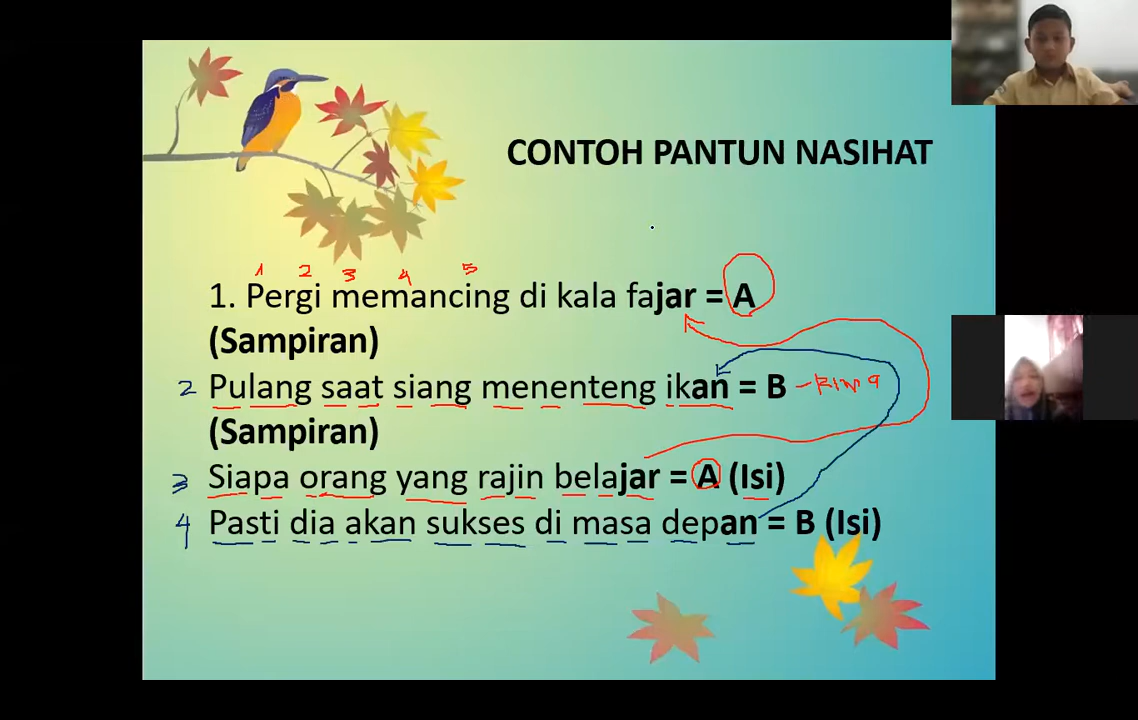 CONTOH PANTUN NASIHAT
1 2 3 4 5
1. Pergi memancing di kala fajar = A
(Sampiran)
2 Pulang saat siang menenteng ikan = B
(Sampiran)
3 Siapa orang yang rajin belajar = A (Isi)
4 Pasti dia akan sukses di masa depan = B (Isi)